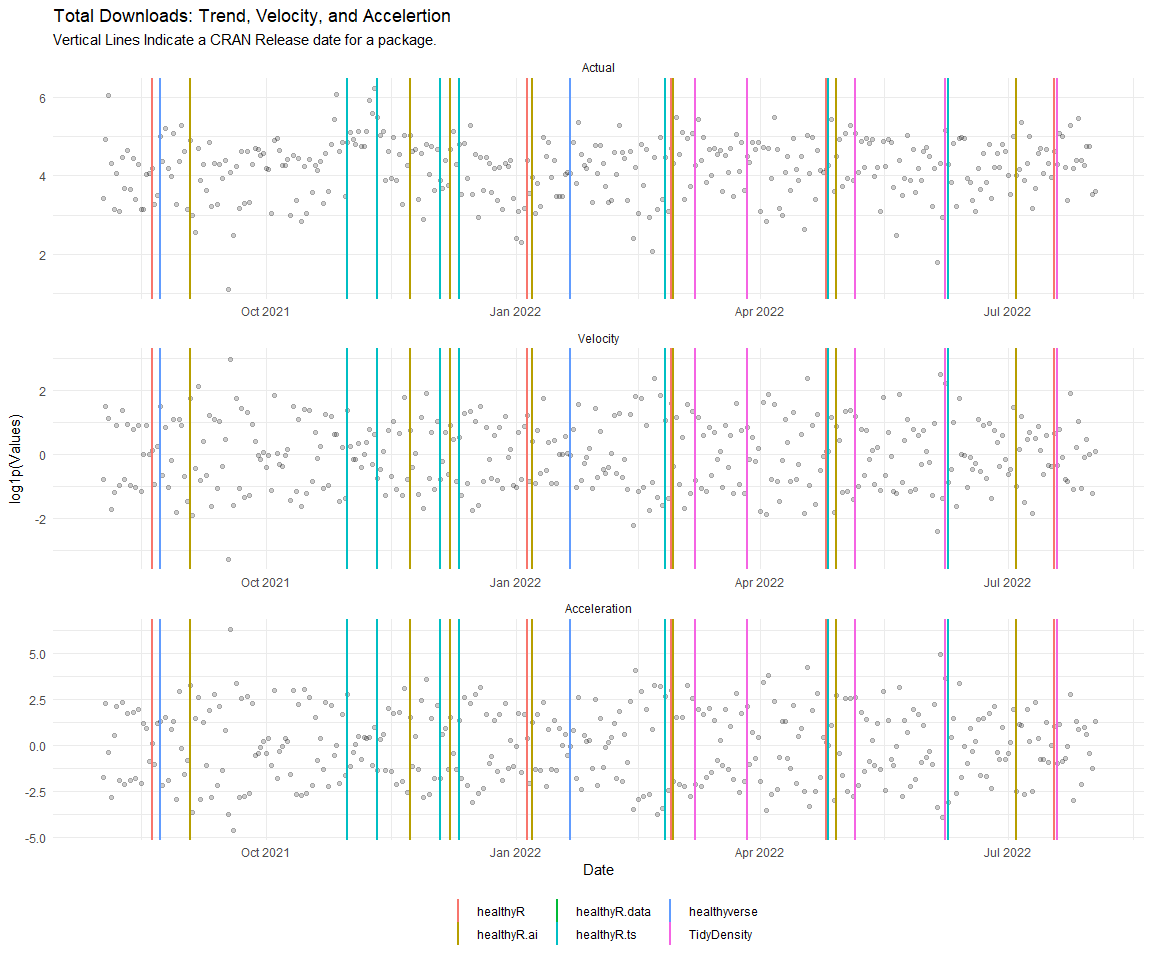 Total Downloads: Trend, Velocity, and Accelertion
Vertical Lines Indicate a CRAN Release date for a package.
Actual
6
4
2
Oct 2021
Jan 2022
Apr 2022
Jul 2022
Velocity
log1p(Values)
2
0
-2
Oct 2021
Jan 2022
Apr 2022
Jul 2022
Acceleration
5.0
2.5
0.0
-2.5
-5.0
Oct 2021
Jan 2022
Apr 2022
Jul 2022
Date
healthyR
healthyR.data
healthyverse
healthyR.ai
healthyR.ts
TidyDensity